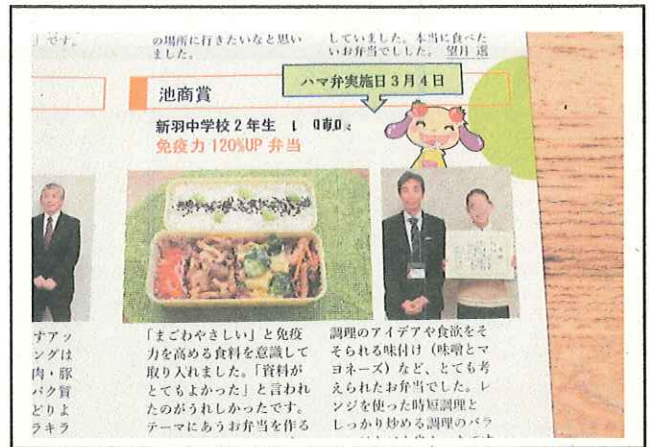 」です。
の場所に行きたいなと思い
ました。
していました。本当に食べた
いお弁当でしした。 望月 選
池商賞
ハマ弁実施日3月4日
新羽中学校2年生
免疫力120%UP 弁当
すアッ
ングは
肉・豚
パク質
どりよ
ラキラ
「まごわやさしい」と免疫
力を高める食料を意識して
取り入れました。「資料が
とてもよかった」と言われ
たのがうれしかったです。
テーマにあうお弁当を作る
調理のアイデアや食欲をそ
そられる味付け（味噌とマ
ヨネーズ）など、とても考
えられたお弁当でした。レ
ンジを使った時短調理と
しっかり炒める調理のバラ